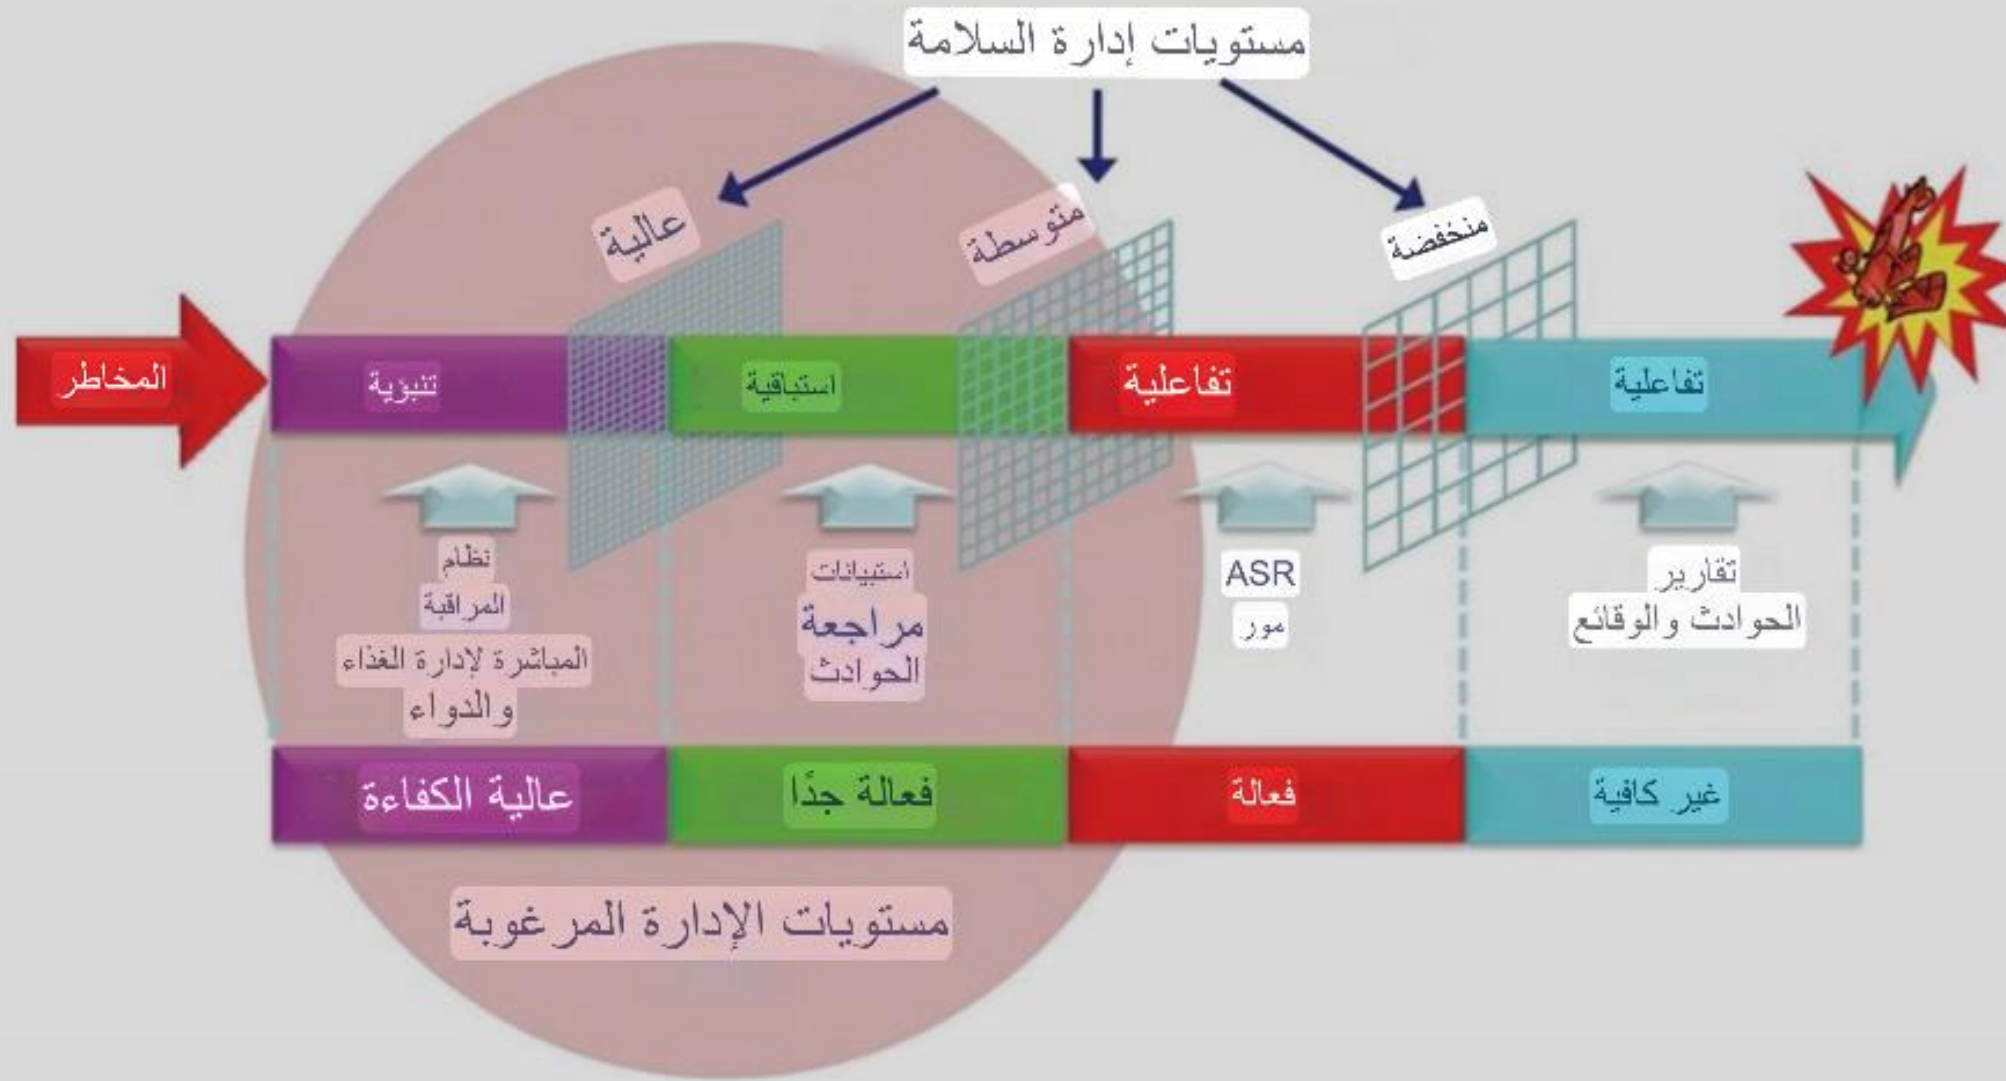 مستويات إدارة السلامة
عالية
متوسطة
منخفضة
المخاطر
تنبؤية
استباقية
تفاعلية
تفاعلية
نظام
المراقبة
المباشرة لإدارة الغذاء
والدواء
استبيانات
مراجعة
الحوادث
ASR
مور
تقارير
الحوادث والوقائع
عالية الكفاءة
فعالة جدًا
فعالة
غير كافية
مستويات الإدارة المرغوبة